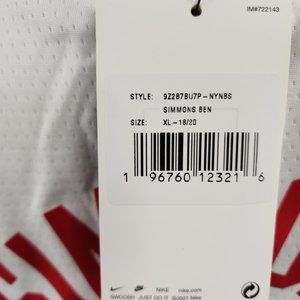 IM#722143
STYLE: 9Z2B7BU7P-NYNBS
SIMMONS BEN
SIZE: XL-18/20
1 96760 12321 6
NIKE nike.com
SWOOSH JUST DO IT ©2021 Nike